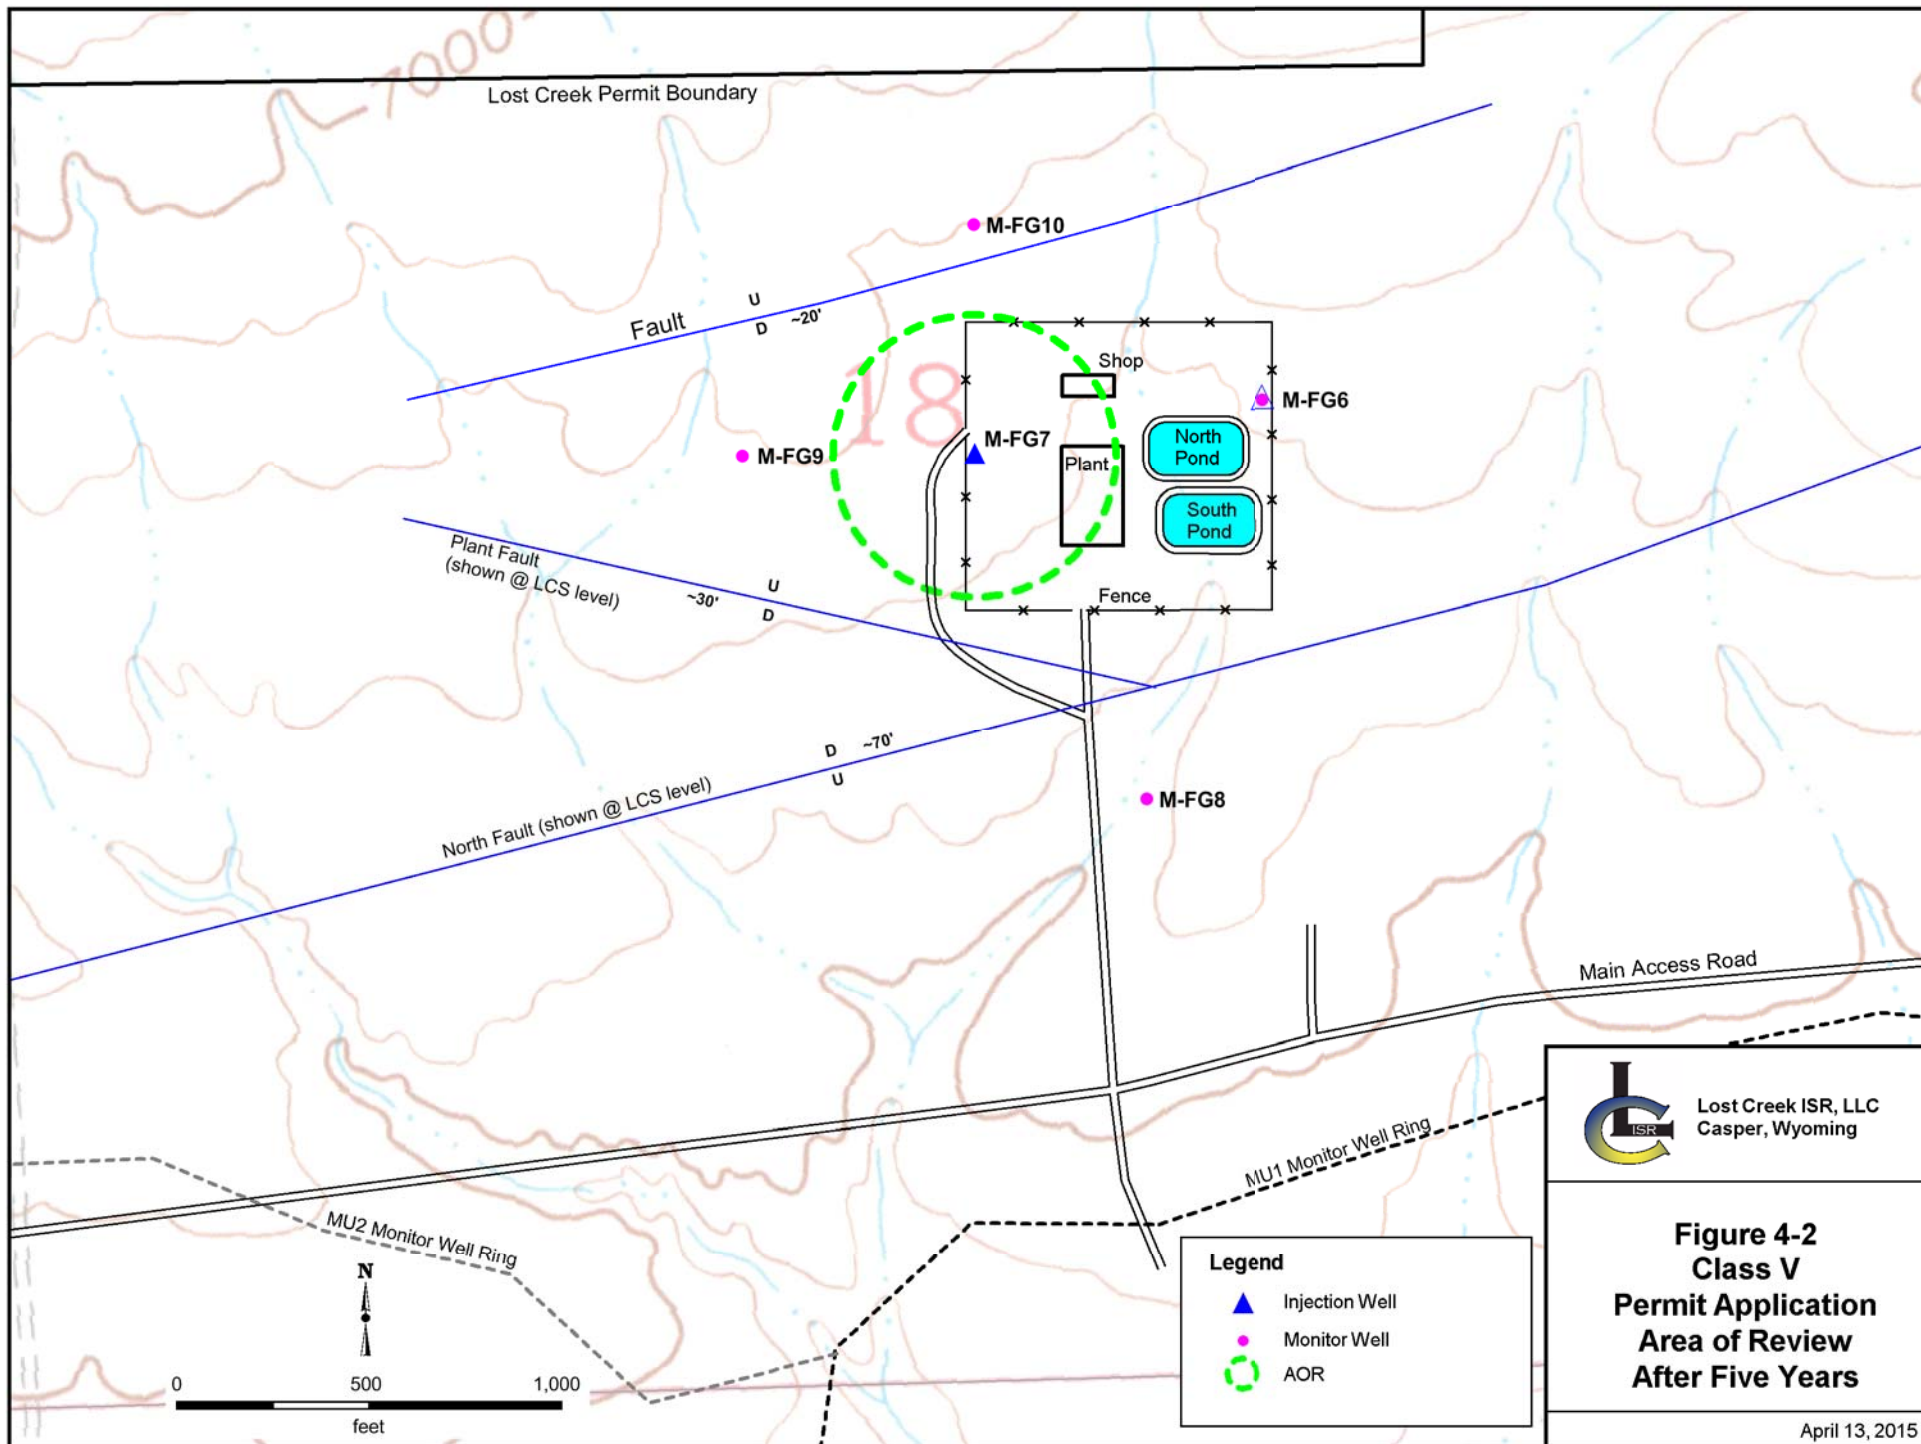 7000
Lost Creek Permit Boundary
M-FG10
U
Fault
D ~20'
18
Shop
M-FG6
M-FG7
M-FG9
Plant
North
Pond
South
Pond
Plant Fault
(shown @ LCS level)
U
~30'
D
Fence
D ~70'
U
M-FG8
North Fault (shown @ LCS level)
Main Access Road
MU1 Monitor Well Ring
MU2 Monitor Well Ring
N
0 500 1,000
feet
Legend
Injection Well
Monitor Well
AOR
L
C
ISR
Lost Creek ISR, LLC
Casper, Wyoming
Figure 4-2
Class V
Permit Application
Area of Review
After Five Years
April 13, 2015